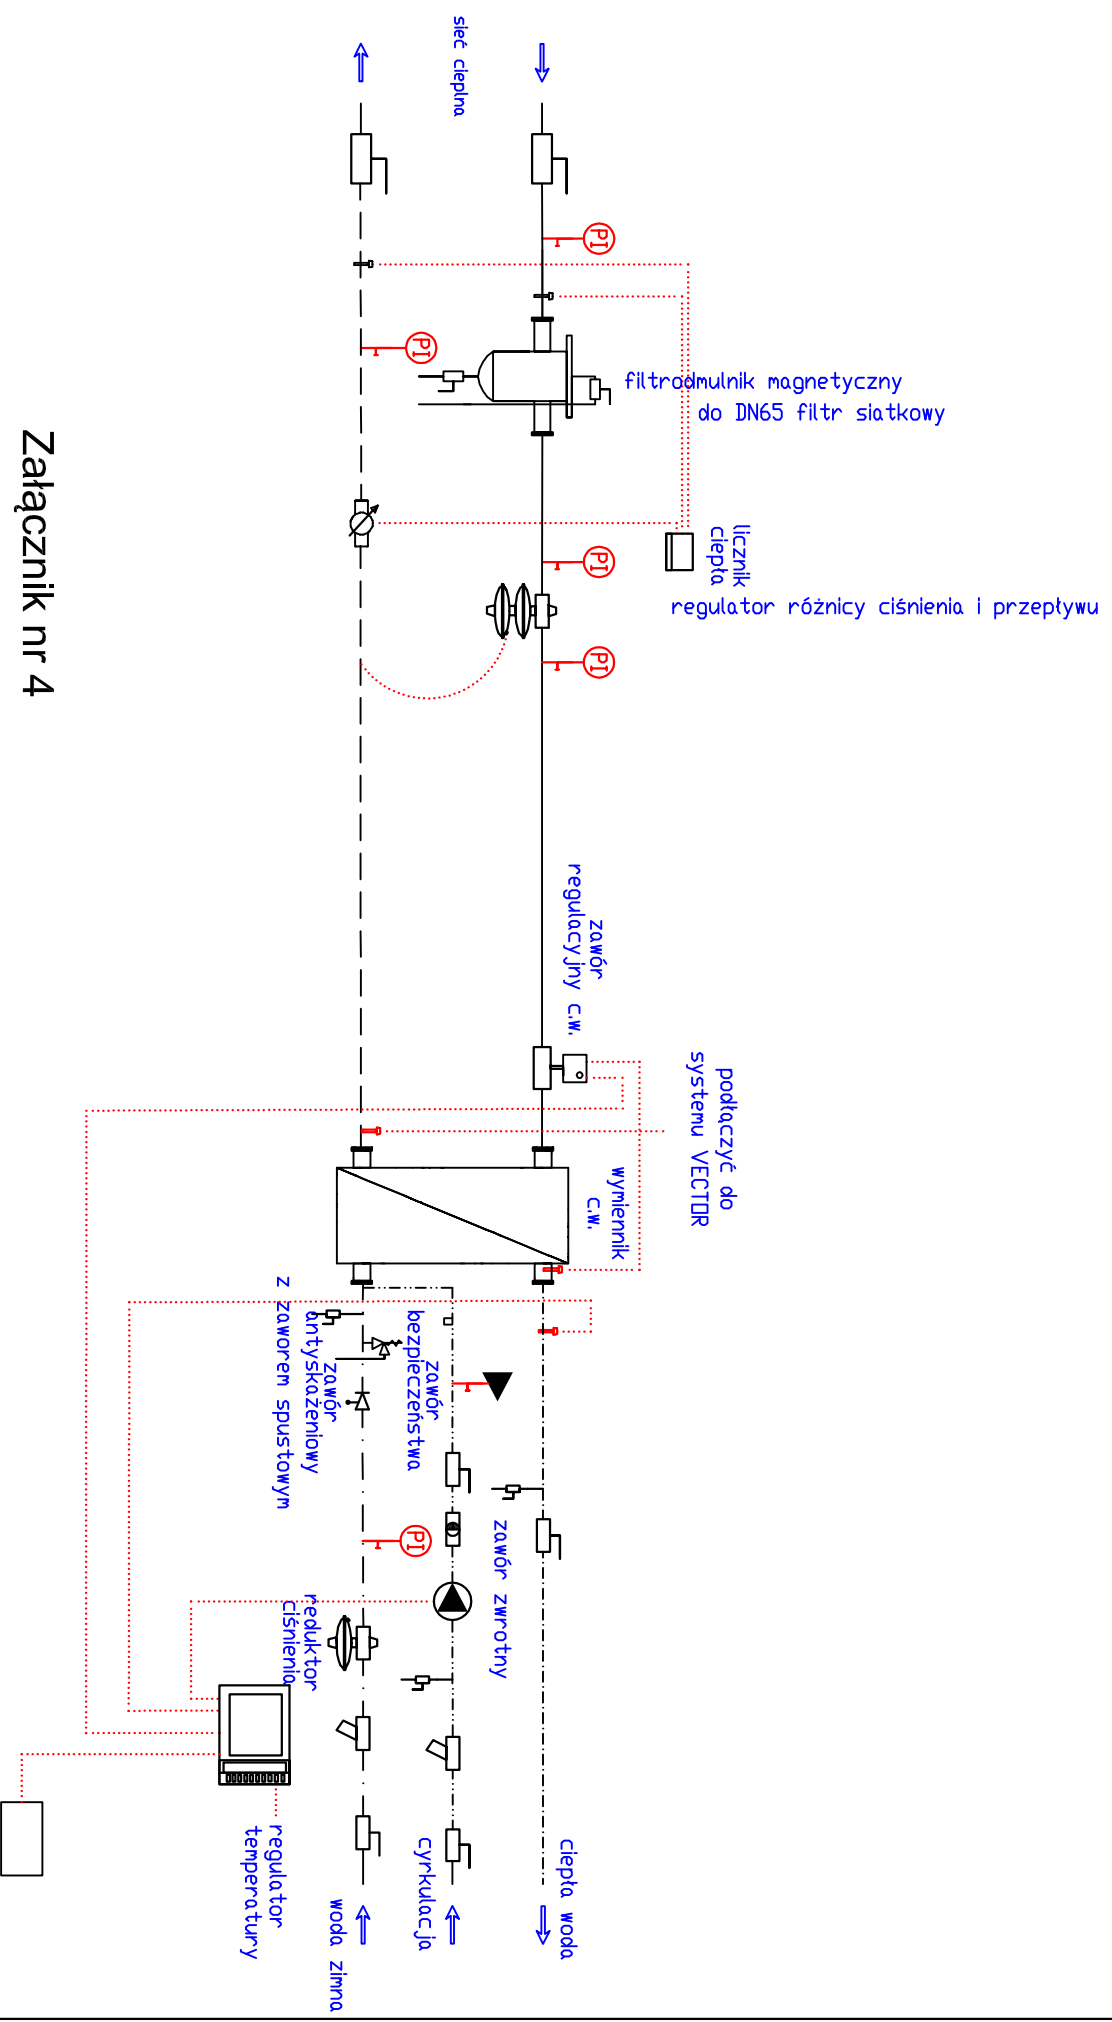 sieć cieplna
PI
PI
filtrodmulnik magnetyczny
do DN65 filtr siatkowy
licznik
ciepła
PI
regulator różnicy ciśnienia i przepływu
PI
Załącznik nr 4
zawór
regulacyjny c.w.
podłączyć do
systemu VECTOR
wymiennik
c.w.
zawór
bezpieczeństwa
zawór
antyskażeniowy
z zaworem spustowym
zawór zwrotny
PI
reduktor
ciśnienia
regulator
temperatury
ciepła woda
cyrkulacja
woda zimna